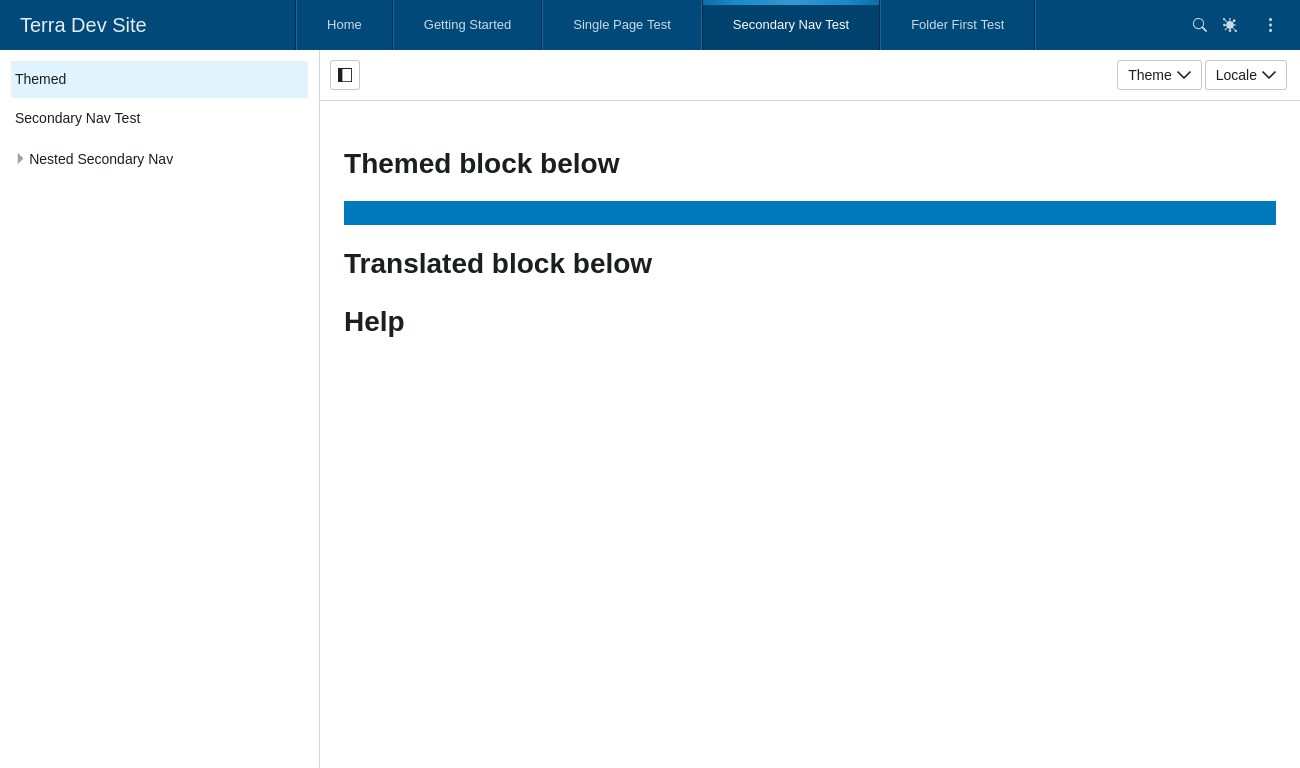 Terra Dev Site
Home
Getting Started
Single Page Test
Secondary Nav Test
Folder First Test
Themed
Secondary Nav Test
Nested Secondary Nav
Theme
Locale
Themed block below
Translated block below
Help